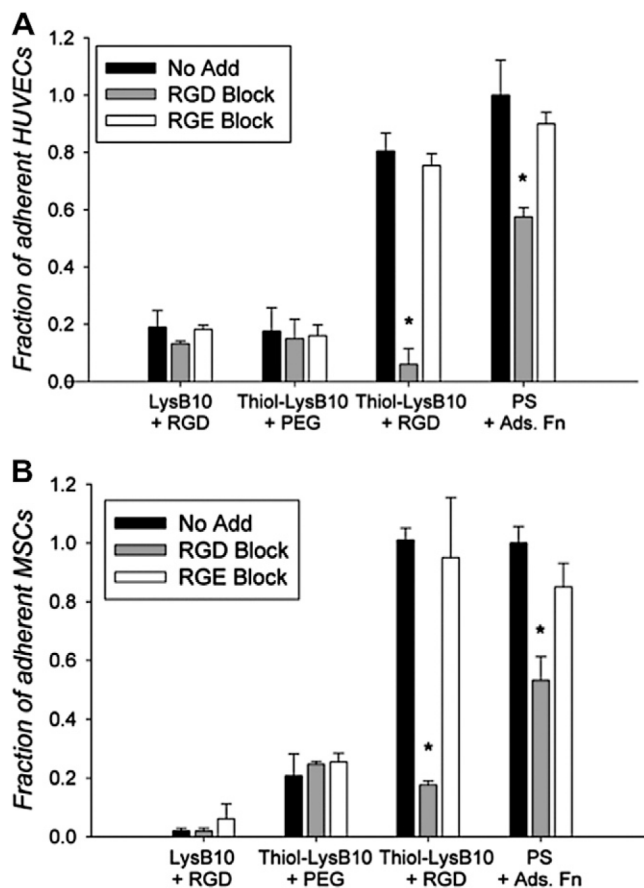 A
Fraction of adherent HUVECs
1.2
1.0
0.8
0.6
0.4
0.2
0.0
No Add
RGD Block
RGE Block
*
*
LysB10 Thiol-LysB10 Thiol-LysB10 PS
+ RGD + PEG + RGD + Ads. Fn
B
Fraction of adherent MSCs
1.2
1.0
0.8
0.6
0.4
0.2
0.0
No Add
RGD Block
RGE Block
*
*
LysB10 Thiol-LysB10 Thiol-LysB10 PS
+ RGD + PEG + RGD + Ads. Fn